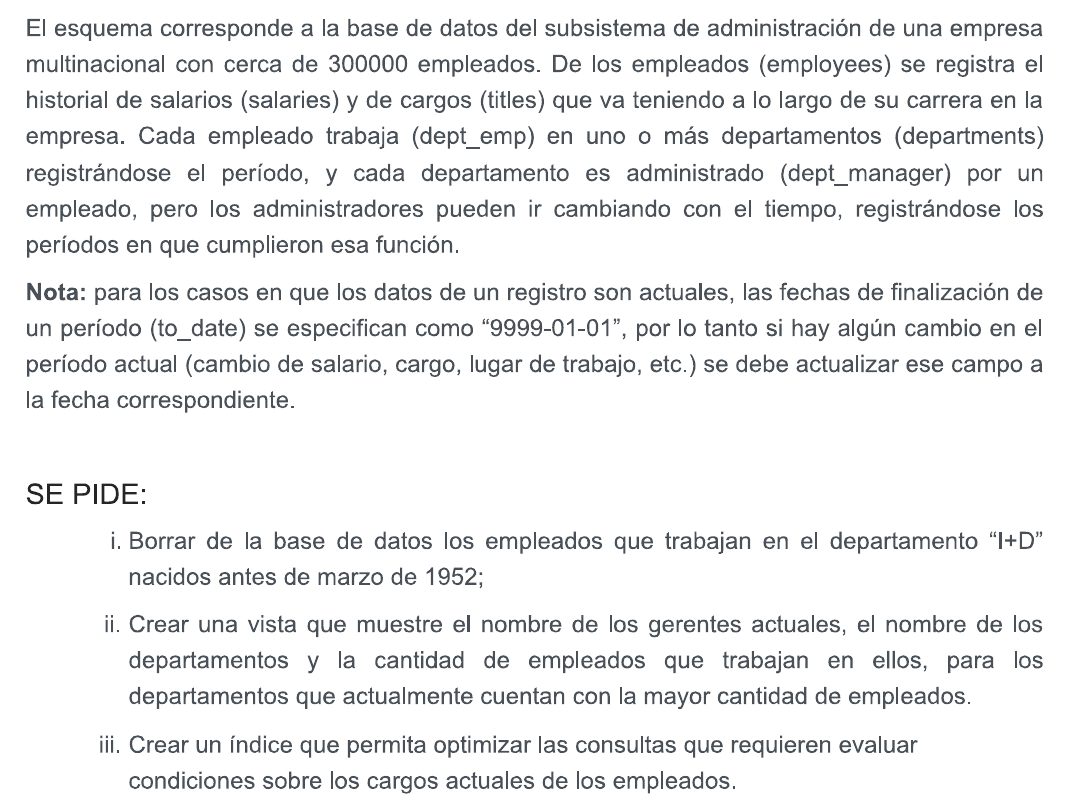 El esquema corresponde a la base de datos del subsistema de administración de una empresa
multinacional con cerca de 300000 empleados. De los empleados (employees) se registra el
historial de salarios (salaries) y de cargos (titles) que va teniendo a lo largo de su carrera en la
empresa. Cada empleado trabaja (dept_emp) en uno o más departamentos (departments)
registrándose el período, y cada departamento es administrado (dept_manager) por un
empleado, pero los administradores pueden ir cambiando con el tiempo, registrándose los
períodos en que cumplieron esa función.
Nota: para los casos en que los datos de un registro son actuales, las fechas de finalización de
un período (to_date) se especifican como “9999-01-01”, por lo tanto si hay algún cambio en el
período actual (cambio de salario, cargo, lugar de trabajo, etc.) se debe actualizar ese campo a
la fecha correspondiente.
SE PIDE:
i. Borrar de la base de datos los empleados que trabajan en el departamento “I+D”
nacidos antes de marzo de 1952;
ii. Crear una vista que muestre el nombre de los gerentes actuales, el nombre de los
departamentos y la cantidad de empleados que trabajan en ellos, para los
departamentos que actualmente cuentan con la mayor cantidad de empleados.
iii. Crear un índice que permita optimizar las consultas que requieren evaluar
condiciones sobre los cargos actuales de los empleados.